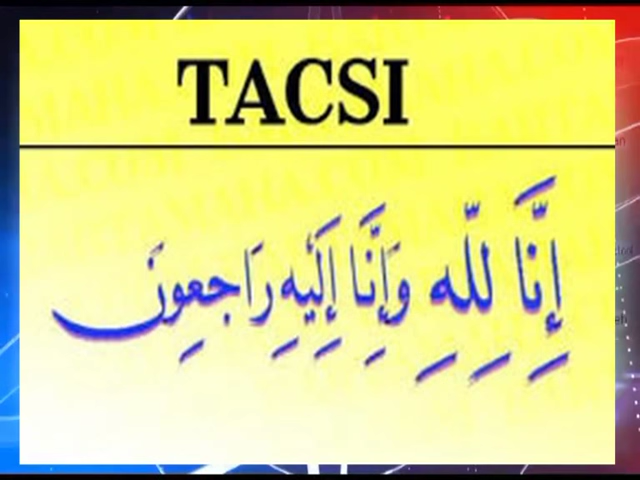 TACSI
إِنَّا لِلّٰهِ وَإِنَّا إِلَيْهِ رَاجِعُونَ